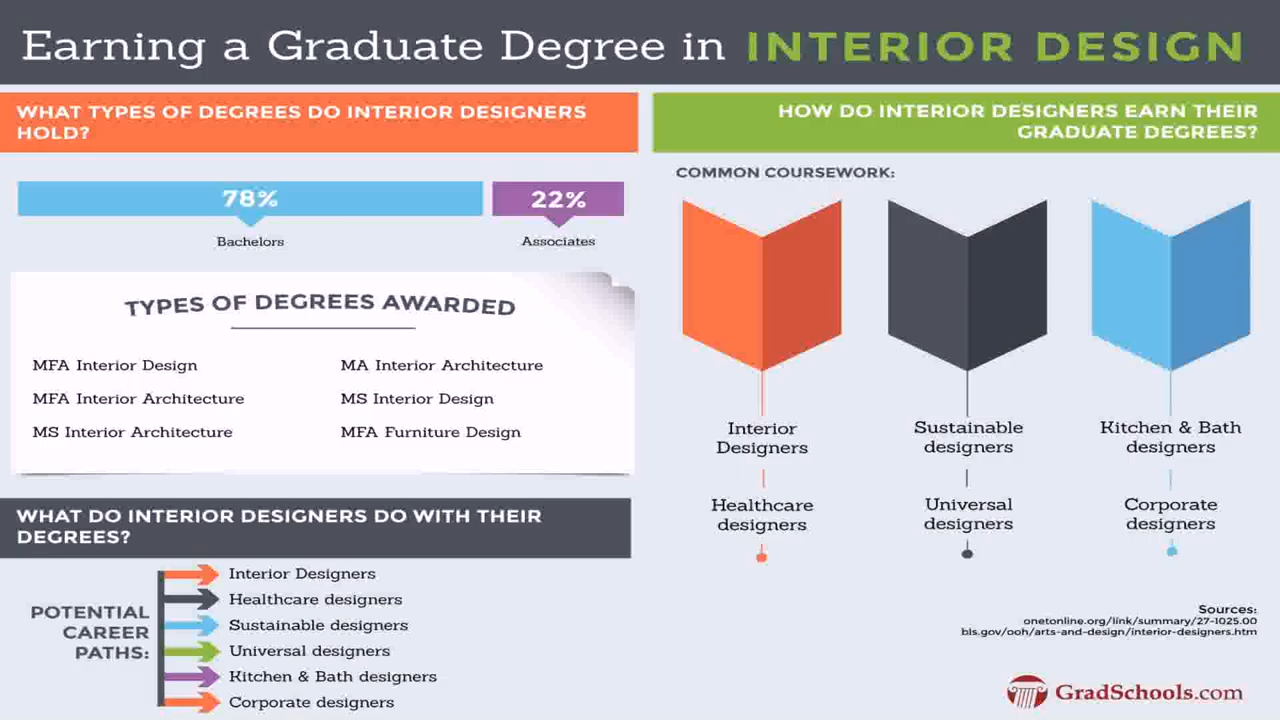 Earning a Graduate Degree in INTERIOR DESIGN
WHAT TYPES OF DEGREES DO INTERIOR DESIGNERS
HOLD?
78%
22%
Bachelors
Associates
TYPES OF DEGREES AWARDED
MFA Interior Design
MA Interior Architecture
MFA Interior Architecture
MS Interior Design
MS Interior Architecture
MFA Furniture Design
WHAT DO INTERIOR DESIGNERS DO WITH THEIR
DEGREES?
POTENTIAL
CAREER
PATHS:
Interior Designers
Healthcare designers
Sustainable designers
Universal designers
Kitchen & Bath designers
Corporate designers
HOW DO INTERIOR DESIGNERS EARN THEIR
GRADUATE DEGREES?
COMMON COURSEWORK:
Interior
Designers
Healthcare
designers
Sustainable
designers
Universal
designers
Kitchen & Bath
designers
Corporate
designers
Sources:
onetonline.org/link/summary/27-1025.00
bls.gov/ooh/arts-and-design/interior-designers.htm
GradSchools.com